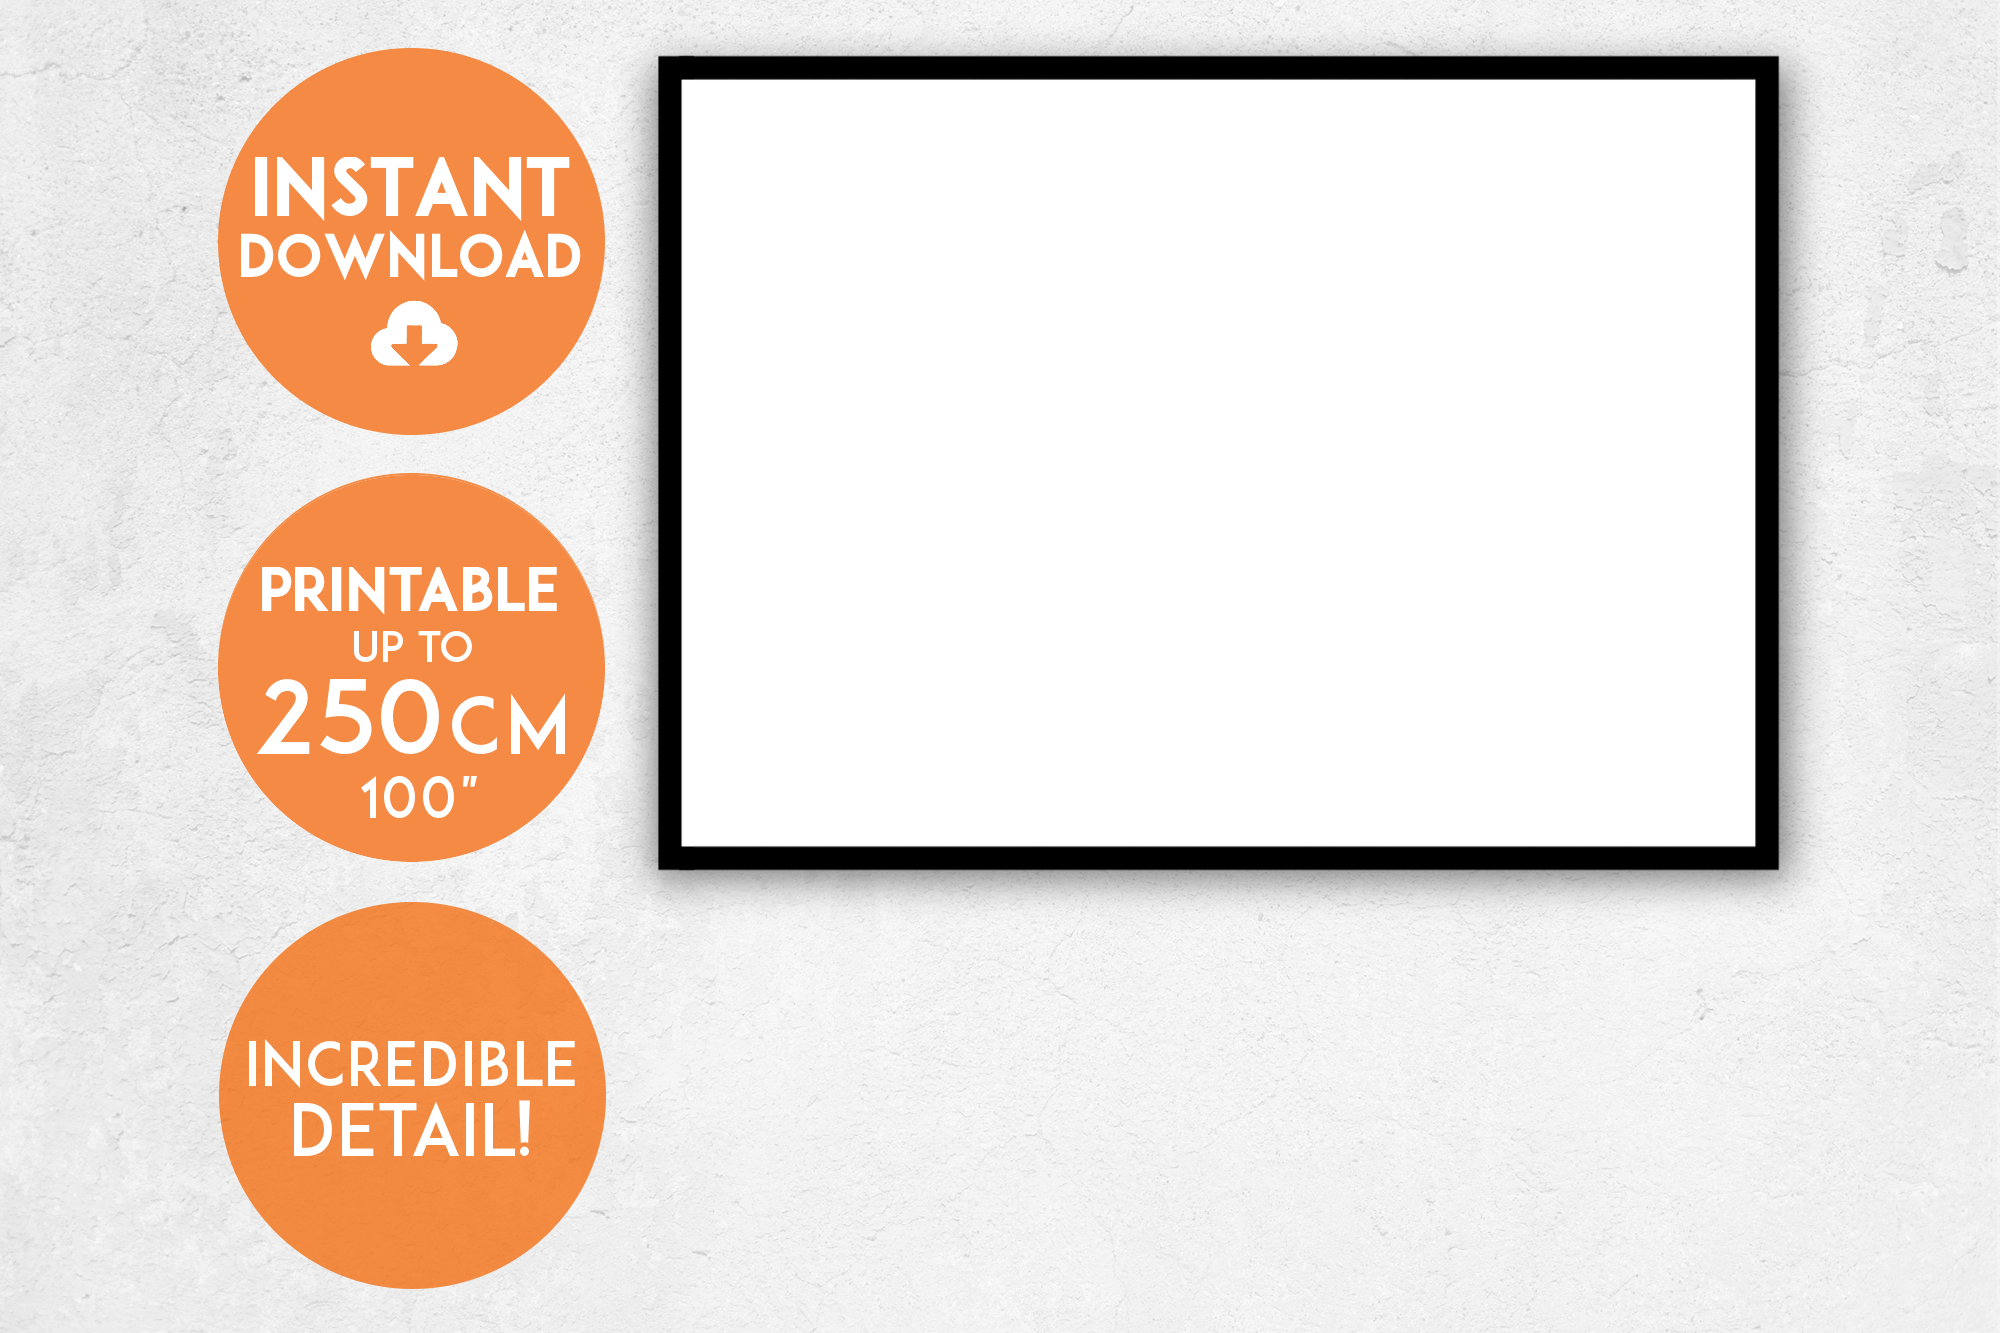 INSTANT
DOWNLOAD
PRINTABLE
UP TO
250CM
100"
INCREDIBLE
DETAIL!